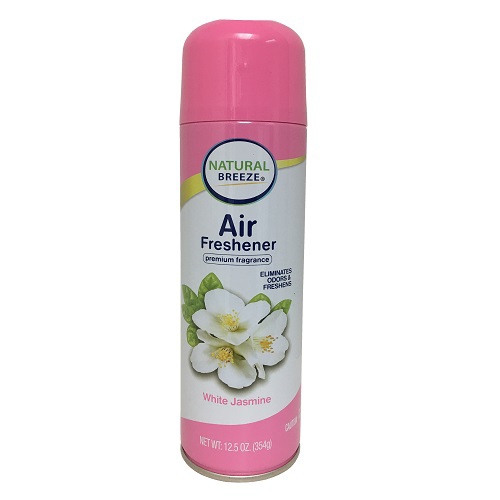 NATURAL
BREEZE®
Air
Freshener
premium fragrance
ELIMINATES
ODORS &
FRESHENS
White Jasmine
NET WT: 12.5 OZ. (354g)